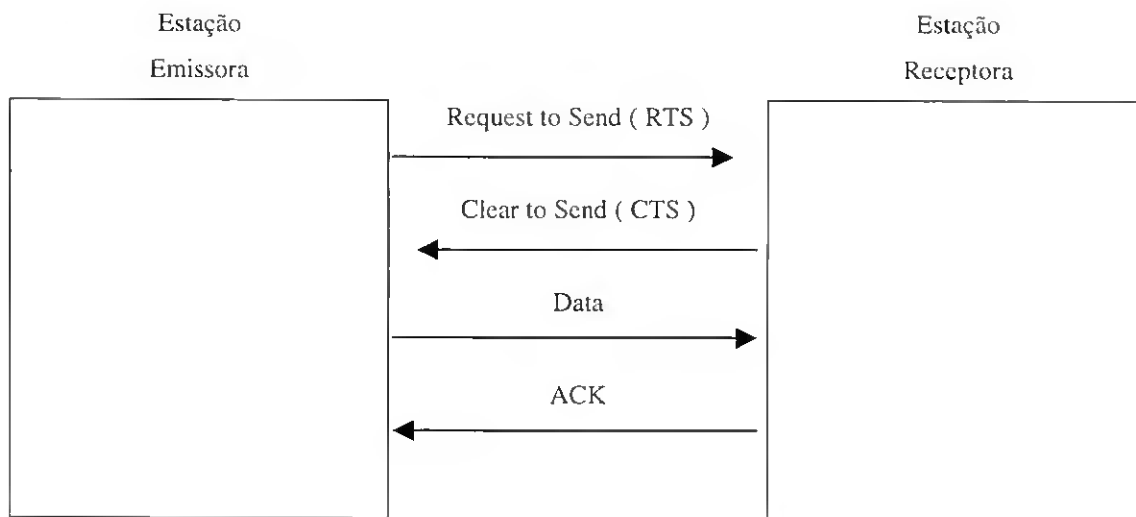 Estação
Emissora
Estação
Receptora
Request to Send ( RTS )
Clear to Send ( CTS )
Data
ACK